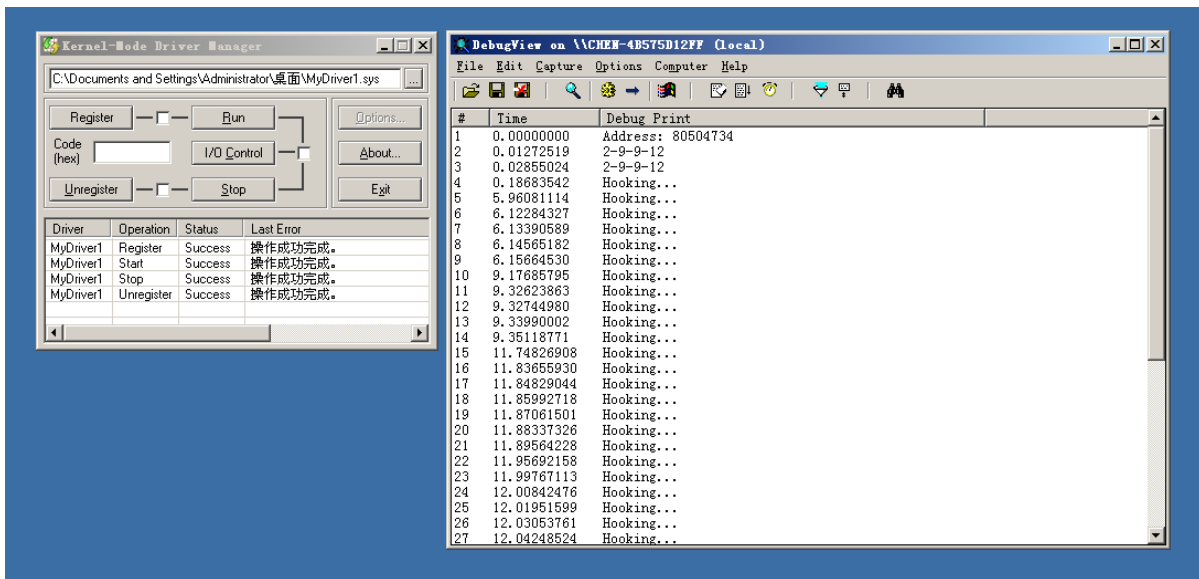 Kernel-Mode Driver Manager
C:\Documents and Settings\Administrator\桌面\MyDriver1.sys ...
Register Run Options...
Code
(hex) I/O Control About...
Unregister Stop Exit
Driver Operation Status Last Error
MyDriver1 Register Success 操作成功完成。
MyDriver1 Start Success 操作成功完成。
MyDriver1 Stop Success 操作成功完成。
MyDriver1 Unregister Success 操作成功完成。
DebugView on \\CHEN-4B575D12FF (local)
File Edit Capture Options Computer Help
# Time Debug Print
1 0.00000000 Address: 80504734
2 0.01272519 2-9-9-12
3 0.02855024 2-9-9-12
4 0.18683542 Hooking...
5 5.96081114 Hooking...
6 6.12284327 Hooking...
7 6.13390589 Hooking...
8 6.14565182 Hooking...
9 6.15664530 Hooking...
10 9.17685795 Hooking...
11 9.32623863 Hooking...
12 9.32744980 Hooking...
13 9.33990002 Hooking...
14 9.35118771 Hooking...
15 11.74826908 Hooking...
16 11.83655930 Hooking...
17 11.84829044 Hooking...
18 11.85992718 Hooking...
19 11.87061501 Hooking...
20 11.88337326 Hooking...
21 11.89564228 Hooking...
22 11.95692158 Hooking...
23 11.99767113 Hooking...
24 12.00842476 Hooking...
25 12.01951599 Hooking...
26 12.03053761 Hooking...
27 12.04248524 Hooking...